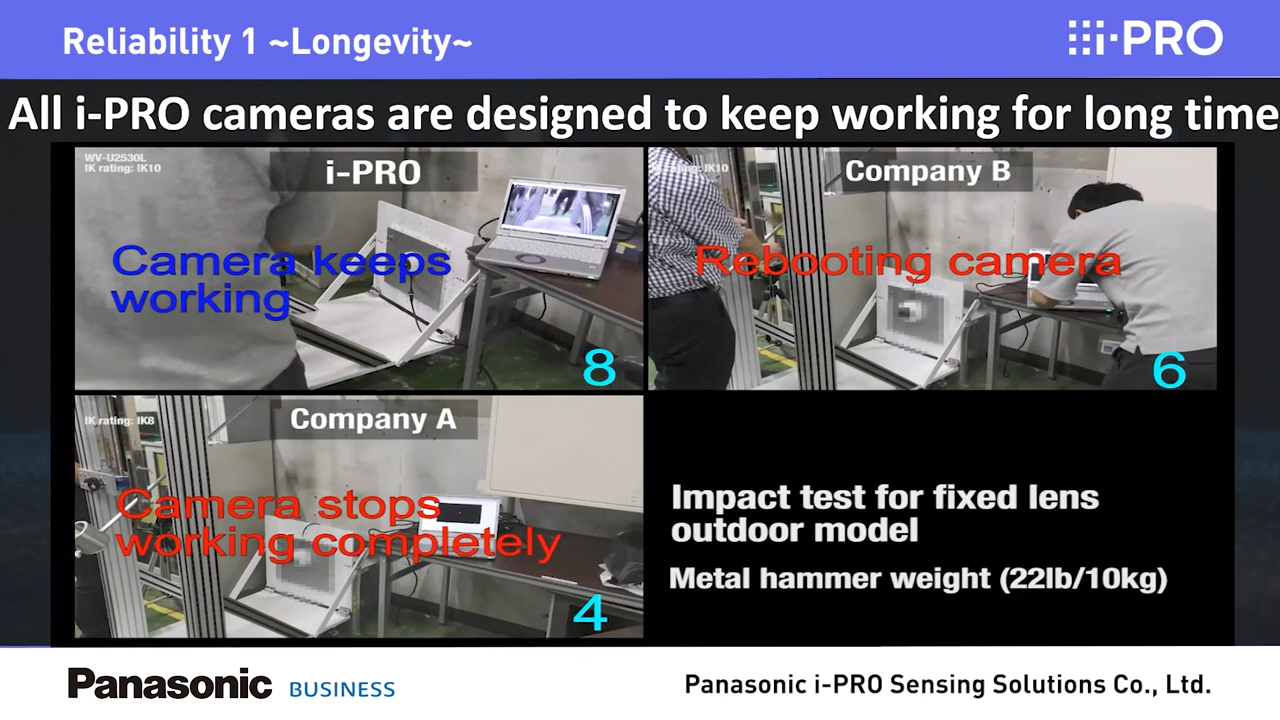 Reliability 1 ~Longevity~
i-PRO
All i-PRO cameras are designed to keep working for long time
WV-U2530L
IK rating: IK10
i-PRO
Camera keeps
working
8
rating: IK10
Company B
Rebooting camera
6
IK rating: IK8
Company A
Camera stops
working completely
4
Impact test for fixed lens
outdoor model
Metal hammer weight (22lb/10kg)
Panasonic BUSINESS
Panasonic i-PRO Sensing Solutions Co., Ltd.